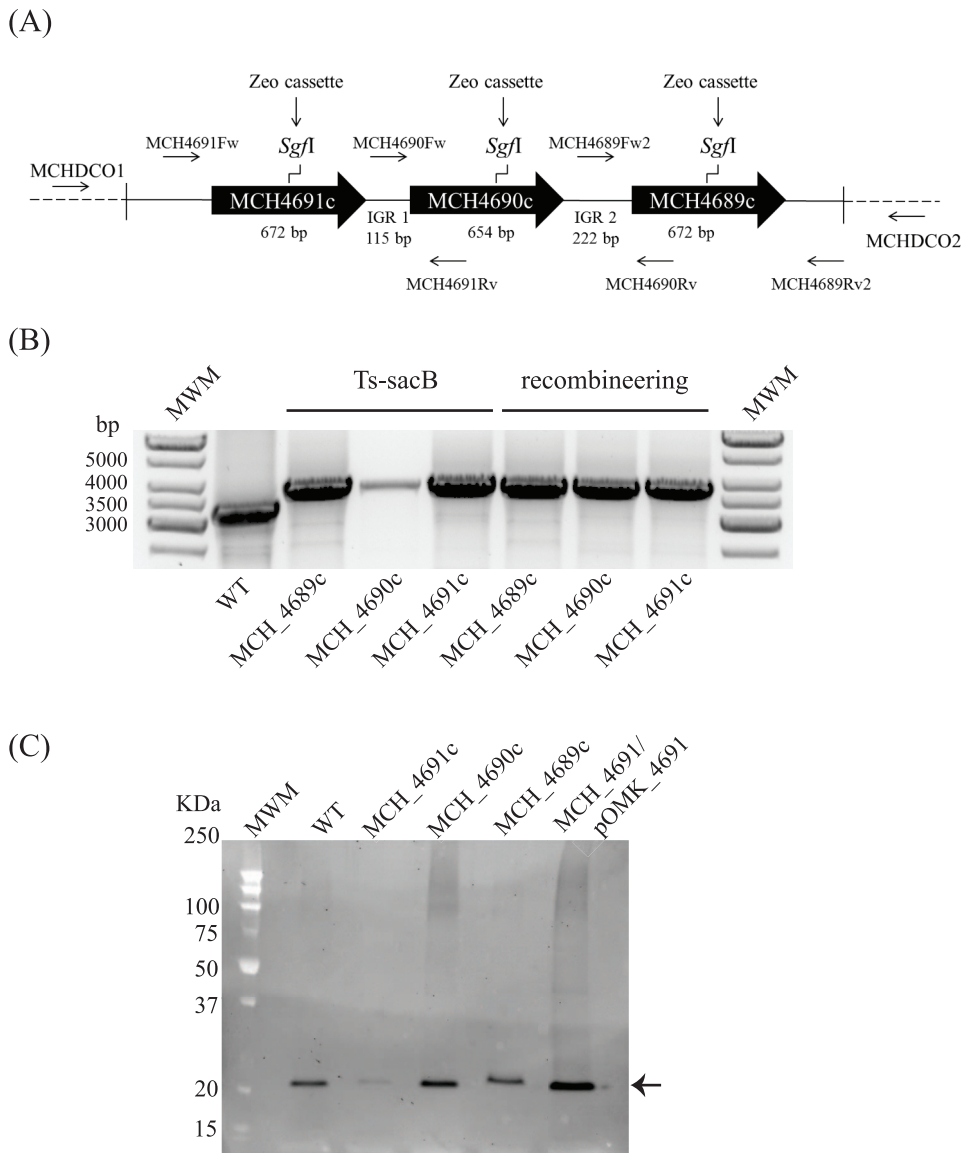 (A)
Zeo cassette Zeo cassette Zeo cassette
MCH4691Fw SgfI MCH4690Fw SgfI MCH4689Fw2 SgfI
MCHDCO1
MCH4691c IGR 1 MCH4690c IGR 2 MCH4689c
672 bp 115 bp 654 bp 222 bp 672 bp
MCHDCO2
MCH4691Rv MCH4690Rv MCH4689Rv2
(B)
MWM Ts-sacB recombineering MWM
bp
5000
4000
3500
3000
WT MCH_4689c MCH_4690c MCH_4691c MCH_4689c MCH_4690c MCH_4691c
(C)
KDa MWM WT MCH_4691c MCH_4690c MCH_4689c MCH_4691/
pOMK_4691
250
100
75
50
37
20
15